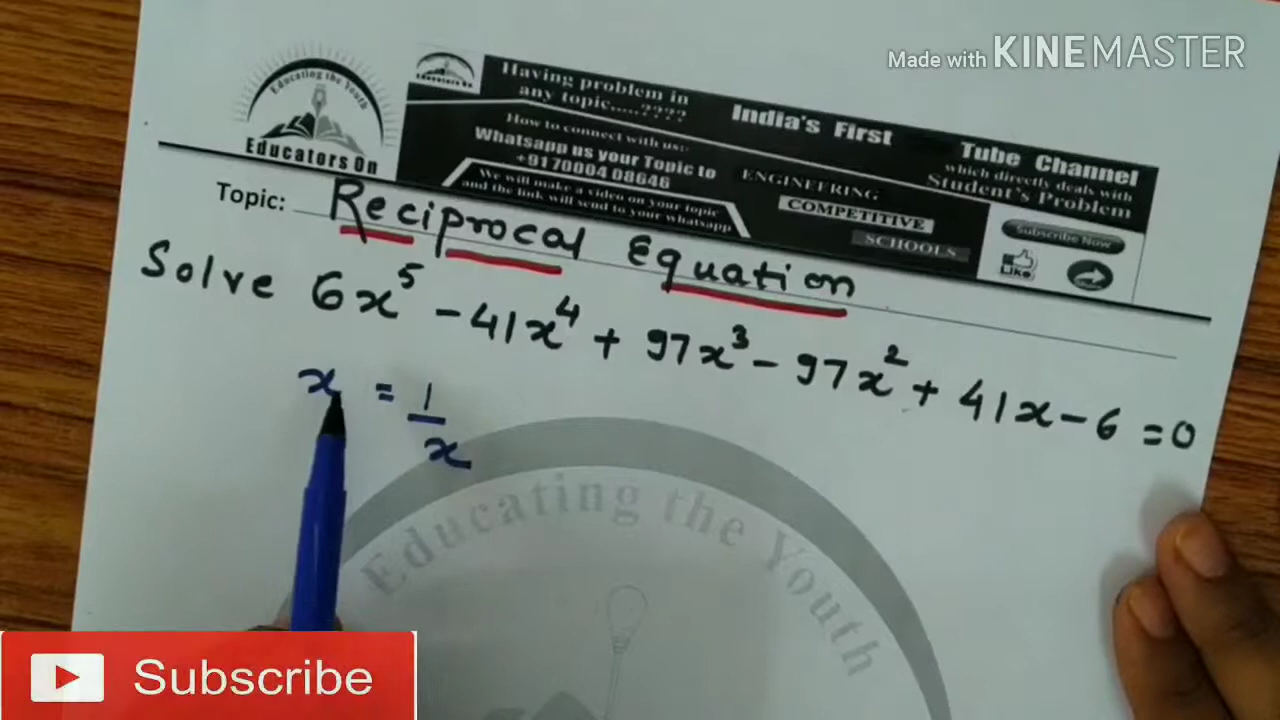 Made with KINEMASTER
Educating the Youth
Educators On
Having problem in
any topic.....????
How to connect with us:-
Whatsapp us your Topic to
+91 70004 08646
We will make a video on your topic
and the link will send to your whatsapp
India's First
Tube Channel
which directly deals with
Student's Problem
ENGINEERING
COMPETITIVE
SCHOOLS
Subscribe Now
Like
Topic: Reciprocal Equation
Solve 6x⁵ - 41x⁴ + 97x³ - 97x² + 41x - 6 = 0
x = 1/x
Educating the Youth
Subscribe